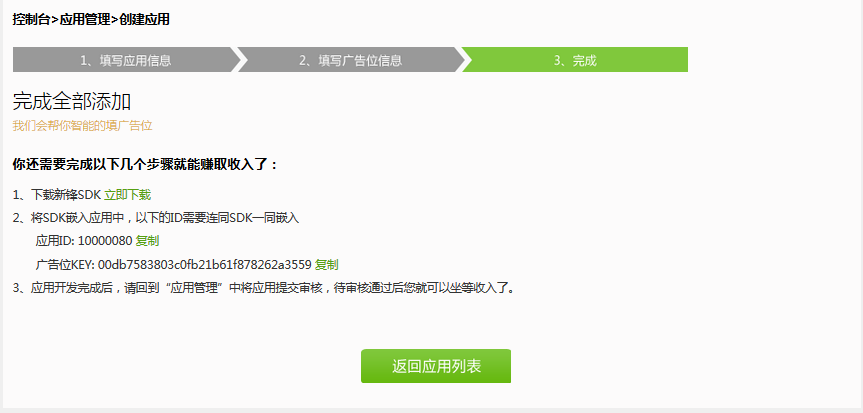 控制台>应用管理>创建应用
1、填写应用信息
2、填写广告位信息
3、完成
完成全部添加
我们会帮你智能的填广告位
你还需要完成以下几个步骤就能赚取收入了：
1、下载新锋SDK 立即下载
2、将SDK嵌入应用中，以下的ID需要连同SDK一同嵌入
应用ID: 10000080 复制
广告位KEY: 00db7583803c0fb21b61f878262a3559 复制
3、应用开发完成后，请回到“应用管理”中将应用提交审核，待审核通过后您就可以坐等收入了。
返回应用列表